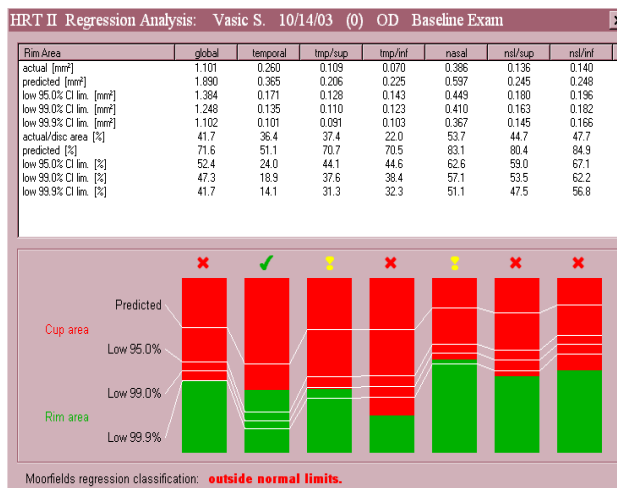 HRT II Regression Analysis: Vasic S. 10/14/03 (0) OD Baseline Exam
Rim Area global temporal tmp/sup tmp/inf nasal nsl/sup nsl/inf
actual [mm²] 1.101 0.260 0.109 0.070 0.386 0.136 0.140
predicted [mm²] 1.890 0.365 0.206 0.225 0.597 0.245 0.248
low 95.0% CI lim. [mm²] 1.384 0.171 0.128 0.143 0.449 0.180 0.196
low 99.0% CI lim. [mm²] 1.248 0.135 0.110 0.123 0.410 0.163 0.182
low 99.9% CI lim. [mm²] 1.102 0.101 0.091 0.103 0.367 0.145 0.166
actual/disc area [%] 41.7 36.4 37.4 22.0 53.7 44.7 47.7
predicted [%] 71.6 51.1 70.7 70.5 83.1 80.4 84.9
low 95.0% CI lim. [%] 52.4 24.0 44.1 44.6 62.6 59.0 67.1
low 99.0% CI lim. [%] 47.3 18.9 37.6 38.4 57.1 53.5 62.2
low 99.9% CI lim. [%] 41.7 14.1 31.3 32.3 51.1 47.5 56.8
Predicted
Cup area
Low 95.0%
Low 99.0%
Rim area
Low 99.9%
Moorfields regression classification: outside normal limits.